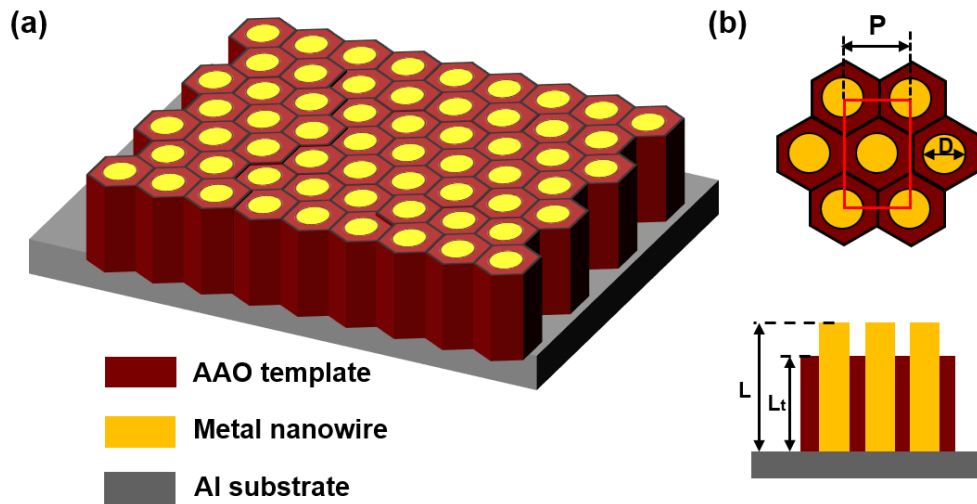 (a)
(b)
P
D
AAO template
Metal nanowire
Al substrate
L
Lt